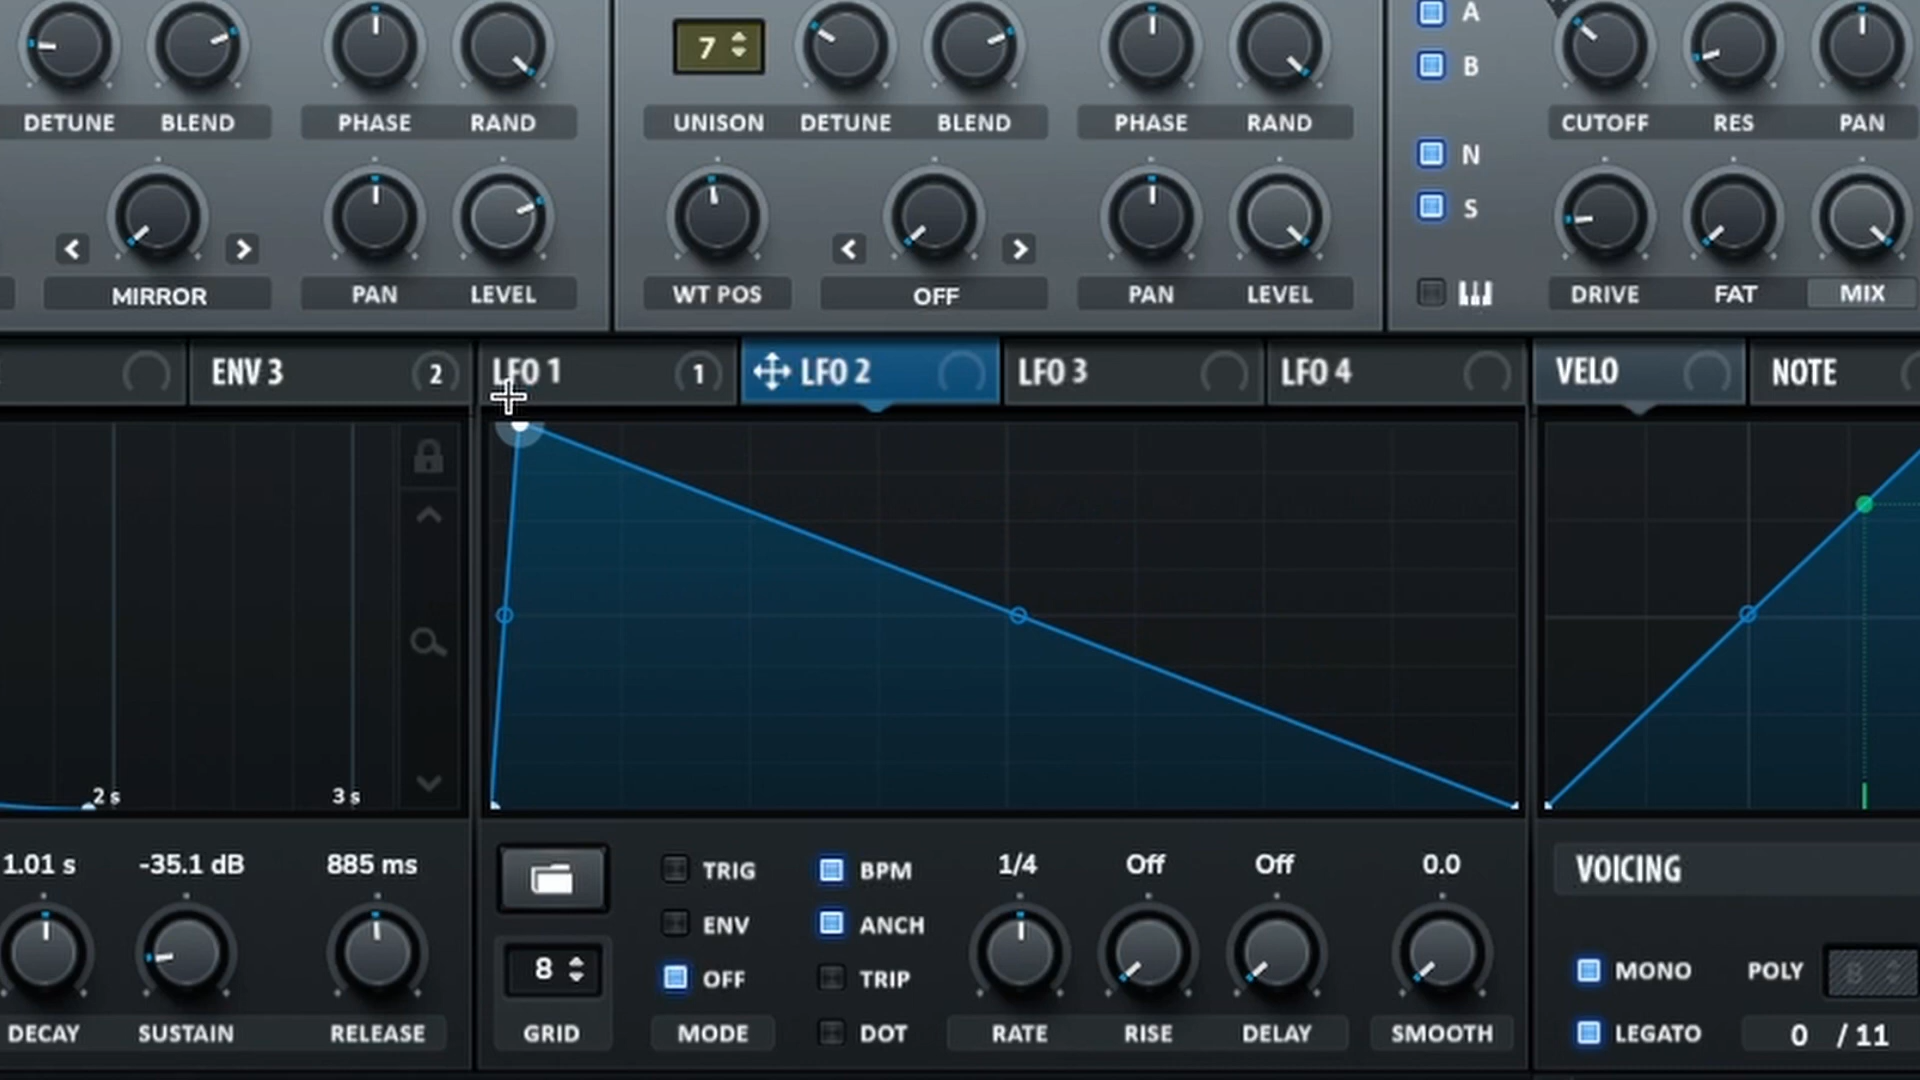 A
7
B
DETUNE BLEND PHASE RAND UNISON DETUNE BLEND PHASE RAND CUTOFF RES PAN
N
S
MIRROR PAN LEVEL WT POS OFF PAN LEVEL DRIVE FAT MIX
ENV 3 2 LFO 1 1 LFO 2 LFO 3 LFO 4 VELO NOTE
2 s 3 s
1.01 s -35.1 dB 885 ms TRIG BPM 1/4 Off Off 0.0 VOICING
ENV ANCH
8 OFF TRIP MONO POLY 8
DECAY SUSTAIN RELEASE GRID MODE DOT RATE RISE DELAY SMOOTH LEGATO 0 / 11